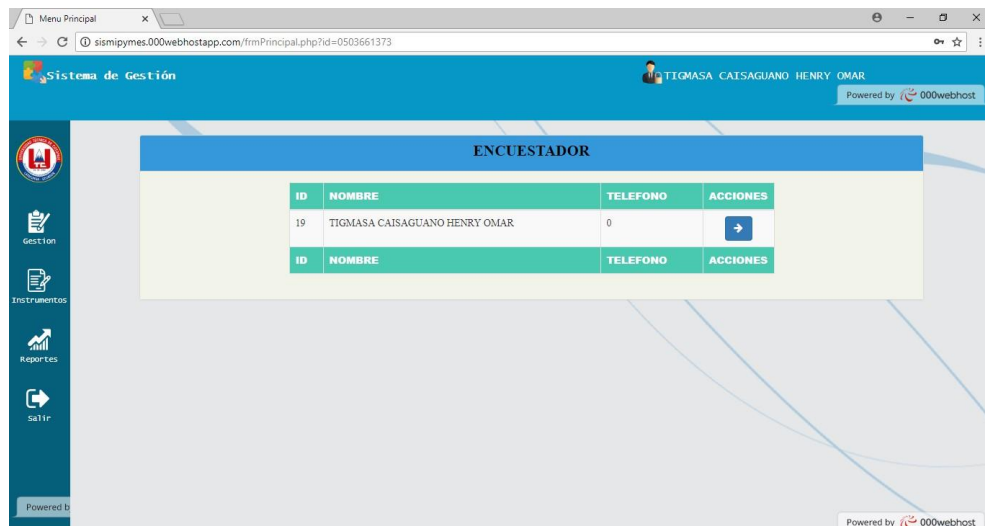 Menu Principal
sismipymes.000webhostapp.com/frmPrincipal.php?id=0503661373
Sistema de Gestión
TIGMASA CAISAGUANO HENRY OMAR
Powered by 000webhost
ENCUESTADOR
ID NOMBRE TELEFONO ACCIONES
19 TIGMASA CAISAGUANO HENRY OMAR 0
ID NOMBRE TELEFONO ACCIONES
Gestion
Instrumentos
Reportes
Salir
Powered b
Powered by 000webhost